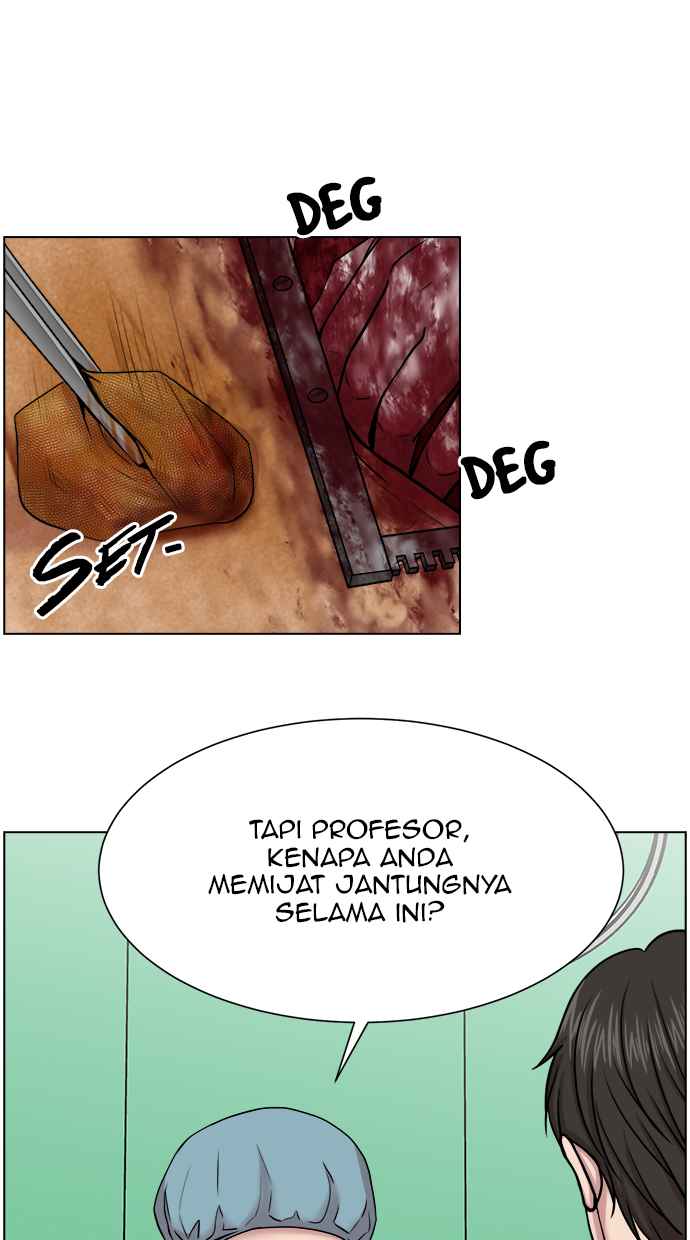 DEG
DEG
SET-
TAPI PROFESOR,
KENAPA ANDA
MEMIJAT JANTUNGNYA
SELAMA INI?